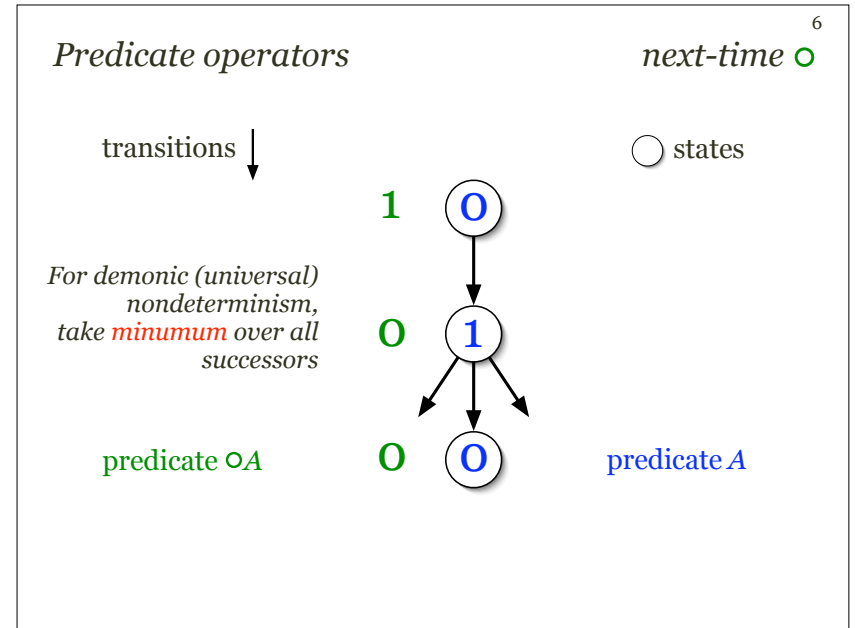 6
Predicate operators next-time o
transitions states
1 0
For demonic (universal)
nondeterminism,
take minumum over all
successors
0 1
predicate oA 0 0 predicate A